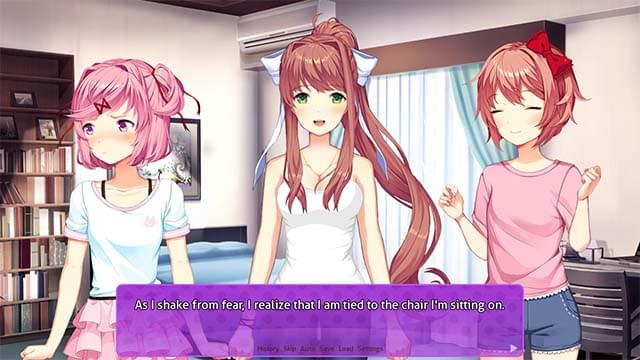 As I shake from fear, I realize that I am tied to the chair I'm sitting on.
History Skip Auto Save Load Settings